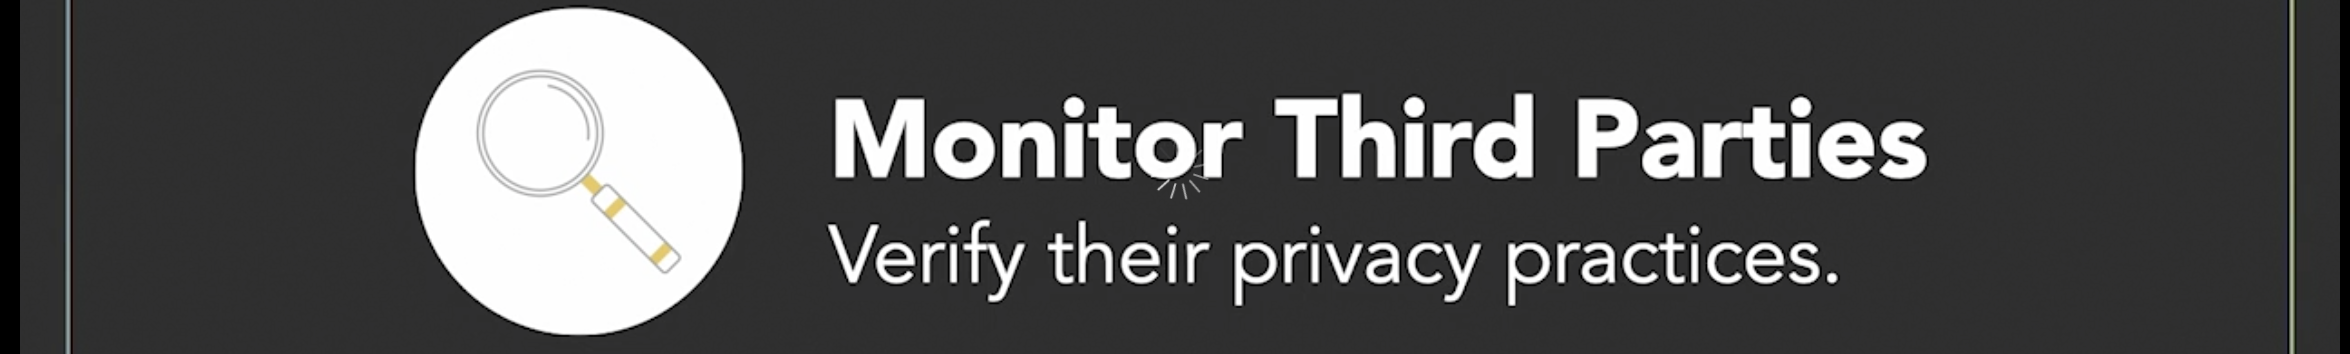 Monitor Third Parties
Verify their privacy practices.